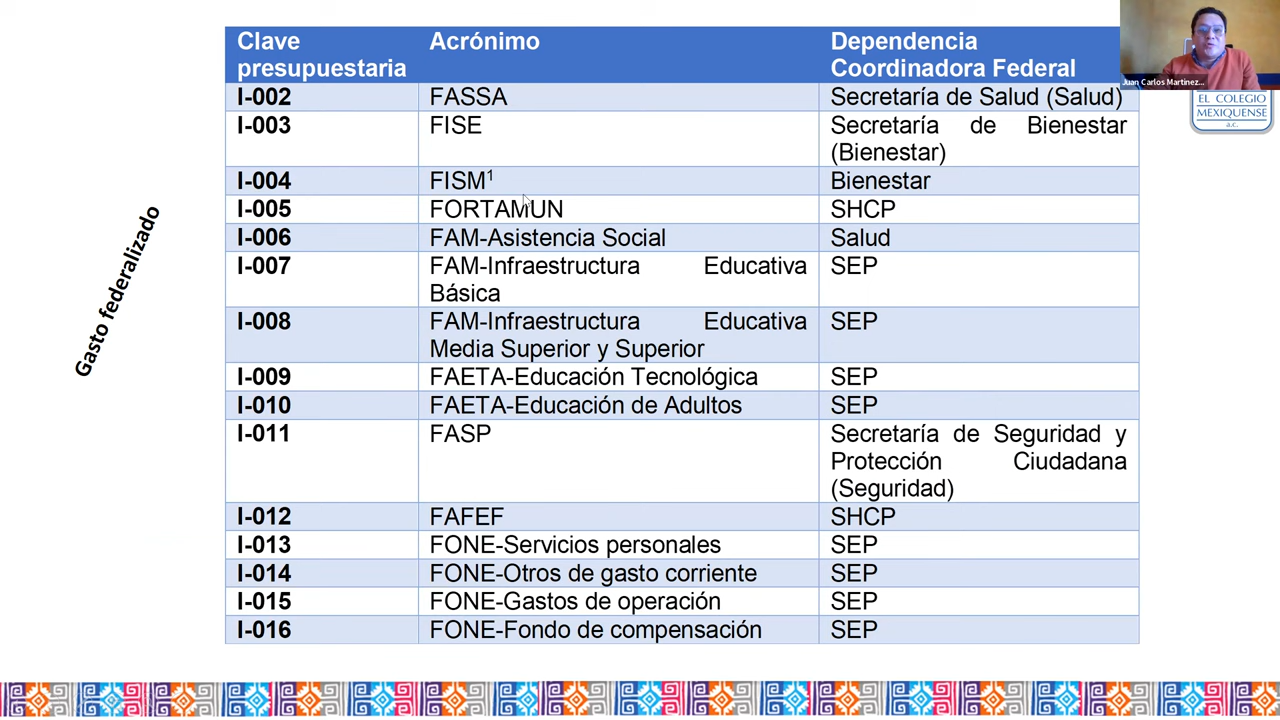 Clave presupuestaria Acrónimo Dependencia Coordinadora Federal
I-002 FASSA Secretaría de Salud (Salud)
I-003 FISE Secretaría de Bienestar (Bienestar)
I-004 FISM¹ Bienestar
I-005 FORTAMUN SHCP
I-006 FAM-Asistencia Social Salud
I-007 FAM-Infraestructura Educativa Básica SEP
I-008 FAM-Infraestructura Educativa Media Superior y Superior SEP
I-009 FAETA-Educación Tecnológica SEP
I-010 FAETA-Educación de Adultos SEP
I-011 FASP Secretaría de Seguridad y Protección Ciudadana (Seguridad)
I-012 FAFEF SHCP
I-013 FONE-Servicios personales SEP
I-014 FONE-Otros de gasto corriente SEP
I-015 FONE-Gastos de operación SEP
I-016 FONE-Fondo de compensación SEP
Gasto federalizado
Juan Carlos Martinez...
EL COLEGIO
MEXIQUENSE
a.c.